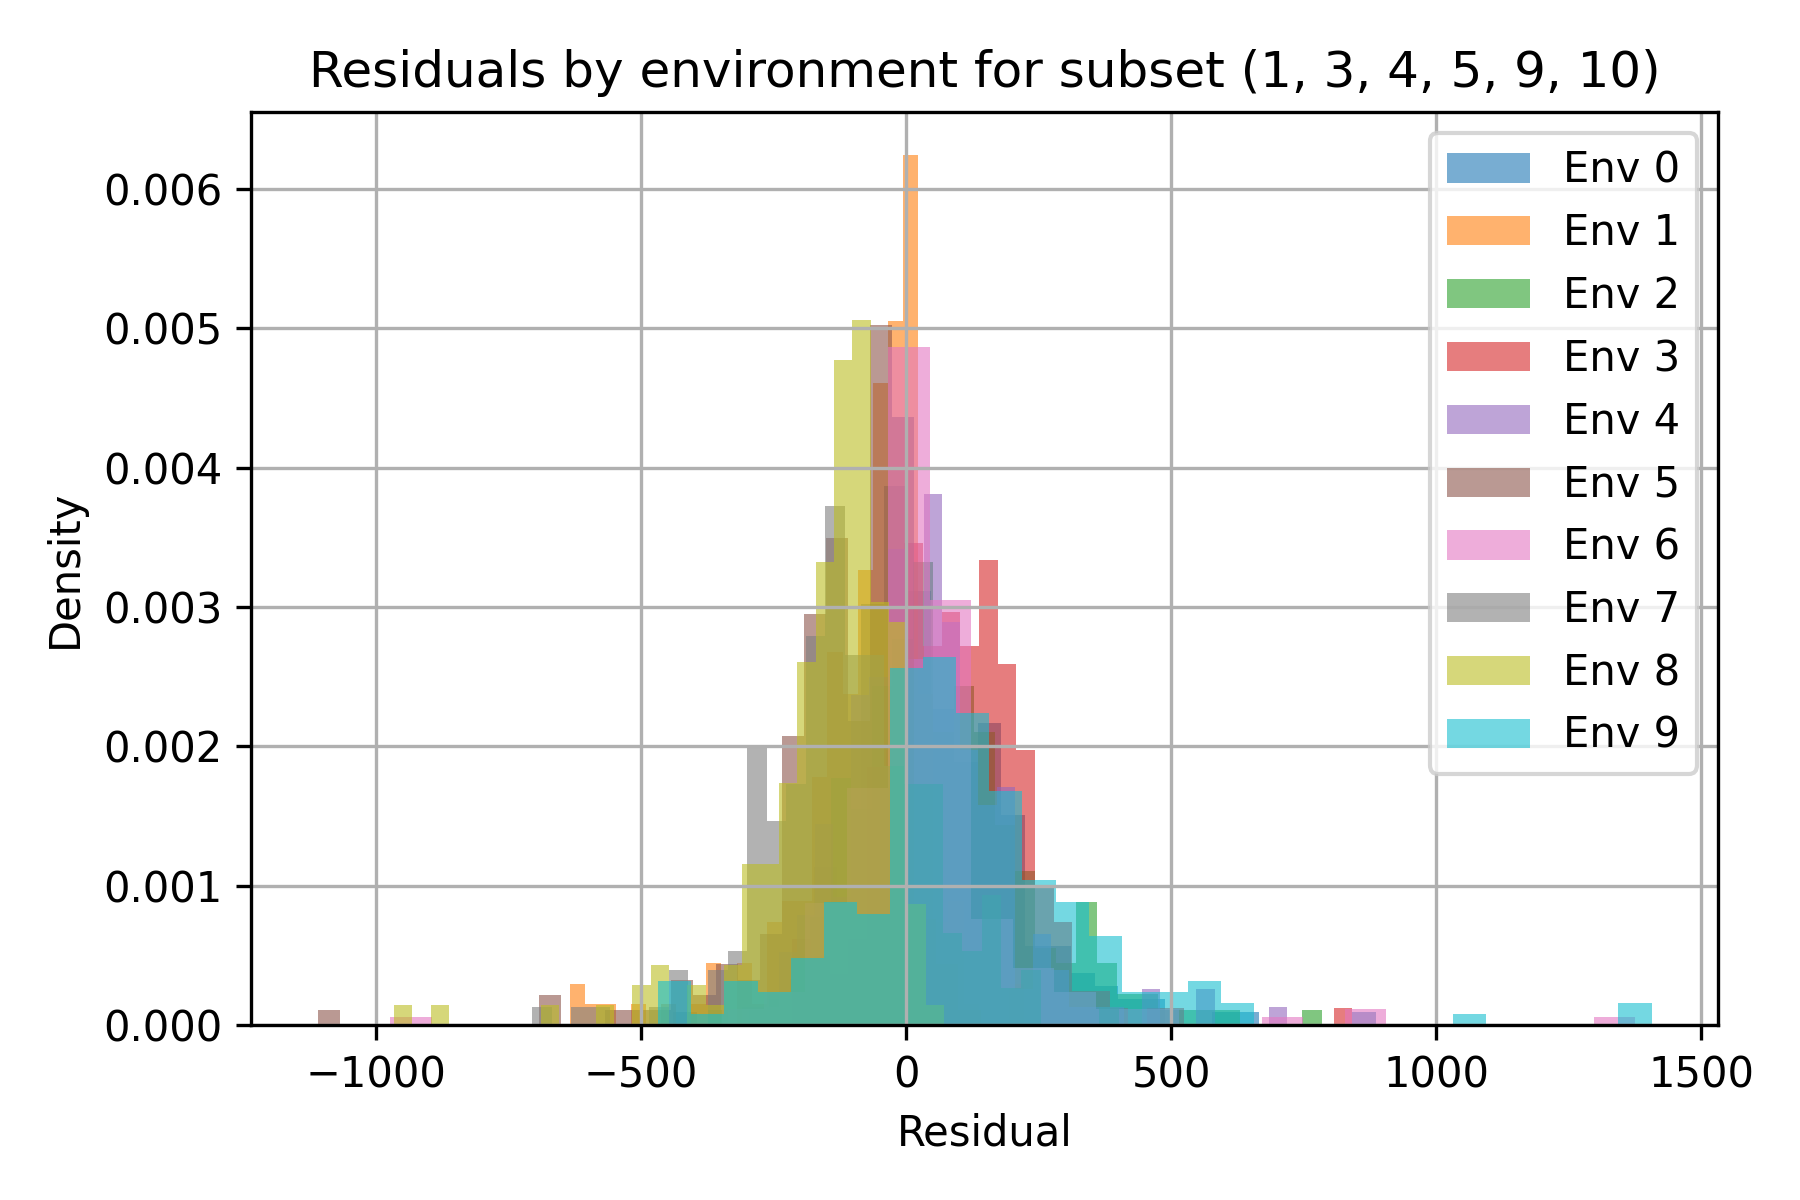 Residuals by environment for subset (1, 3, 4, 5, 9, 10)
Density
0.006
0.005
0.004
0.003
0.002
0.001
0.000
−1000
−500
0
500
1000
1500
Residual
Env 0
Env 1
Env 2
Env 3
Env 4
Env 5
Env 6
Env 7
Env 8
Env 9